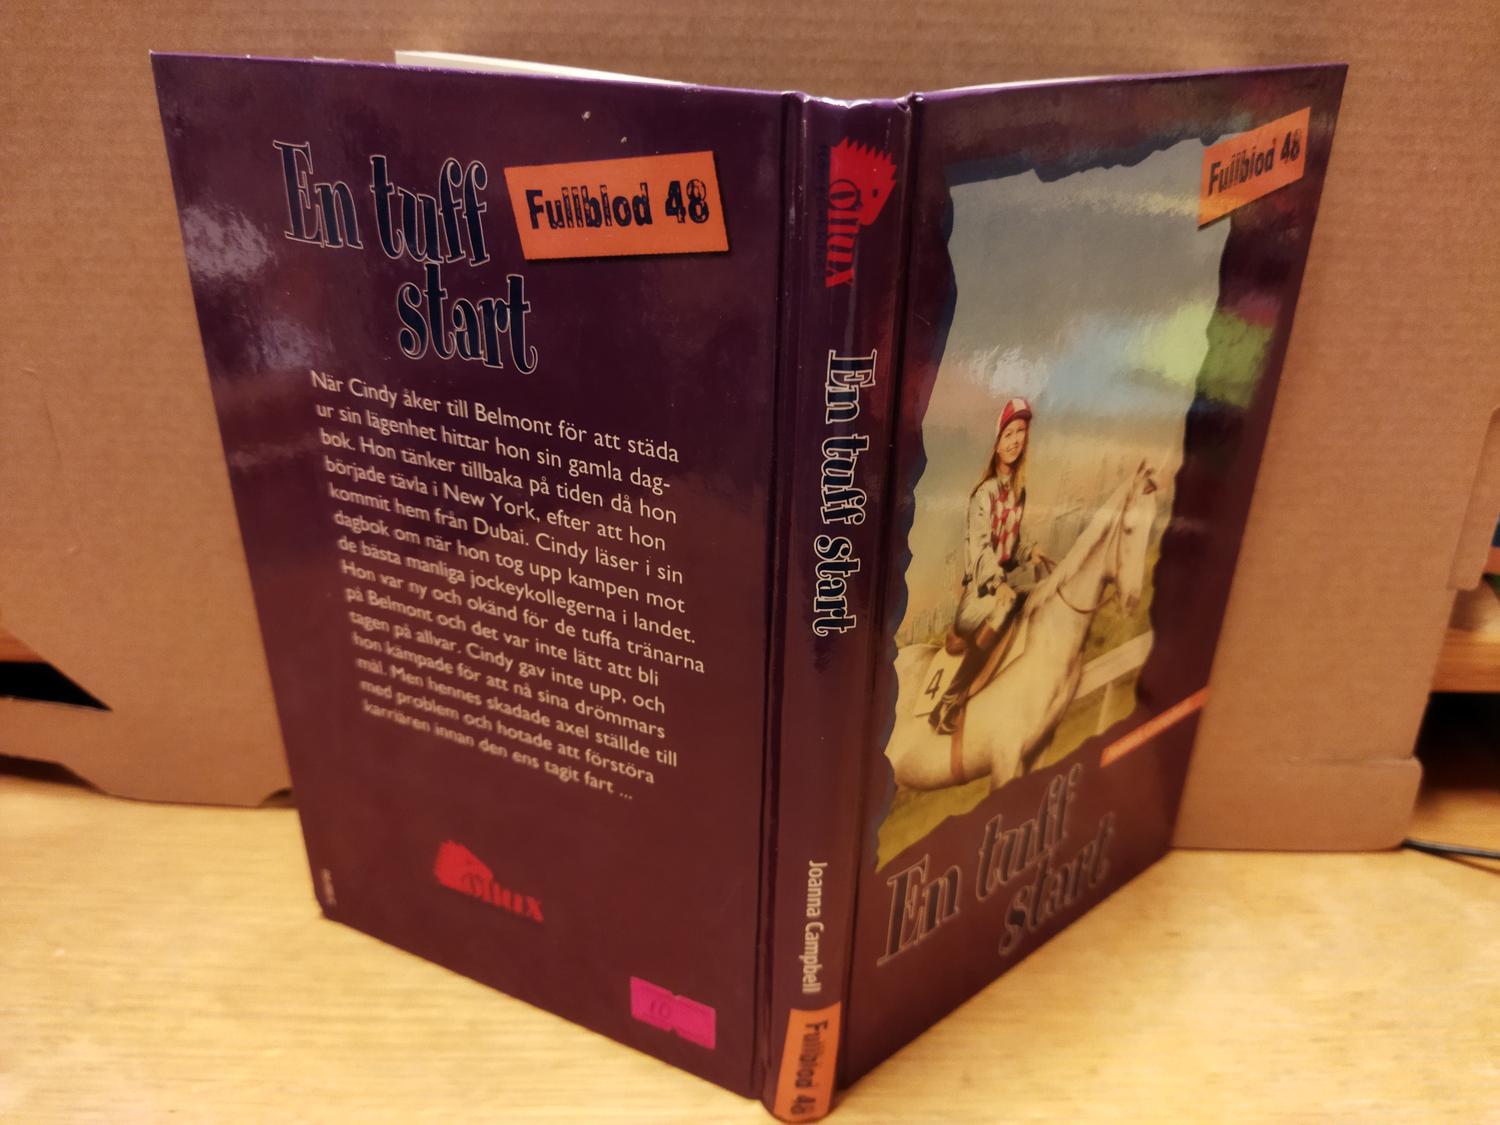 En tuff
start
Fullblod 48
När Cindy åker till Belmont för att städa
ur sin lägenhet hittar hon sin gamla dag-
bok. Hon tänker tillbaka på tiden då hon
började tävla i New York, efter att hon
kommit hem från Dubai. Cindy läser i sin
dagbok om när hon tog upp kampen mot
de bästa manliga jockeykollegerna i landet.
Hon var ny och okänd för de tuffa tränarna
på Belmont och det var inte lätt att bli
tagen på allvar. Cindy gav inte upp, och
hon kämpade för att nå sina drömmars
mål. Men hennes skadade axel ställde till
med problem och hotade att förstöra
karriären innan den ens tagit fart ...
Ollux
10
Ollux
En tuff start
Joanna Campbell
Fullblod 48
Fullblod 48
4
En tuff
start